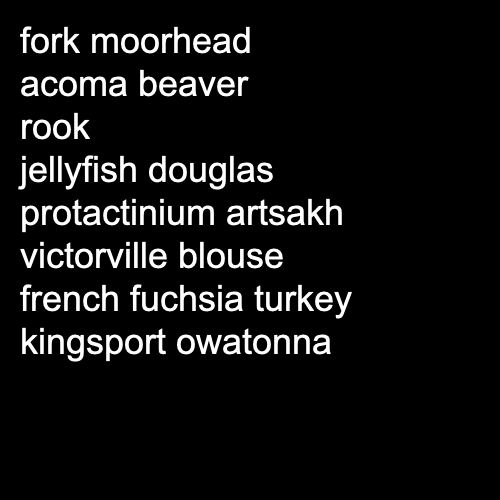 fork moorhead
acoma beaver
rook
jellyfish douglas
protactinium artsakh
victorville blouse
french fuchsia turkey
kingsport owatonna